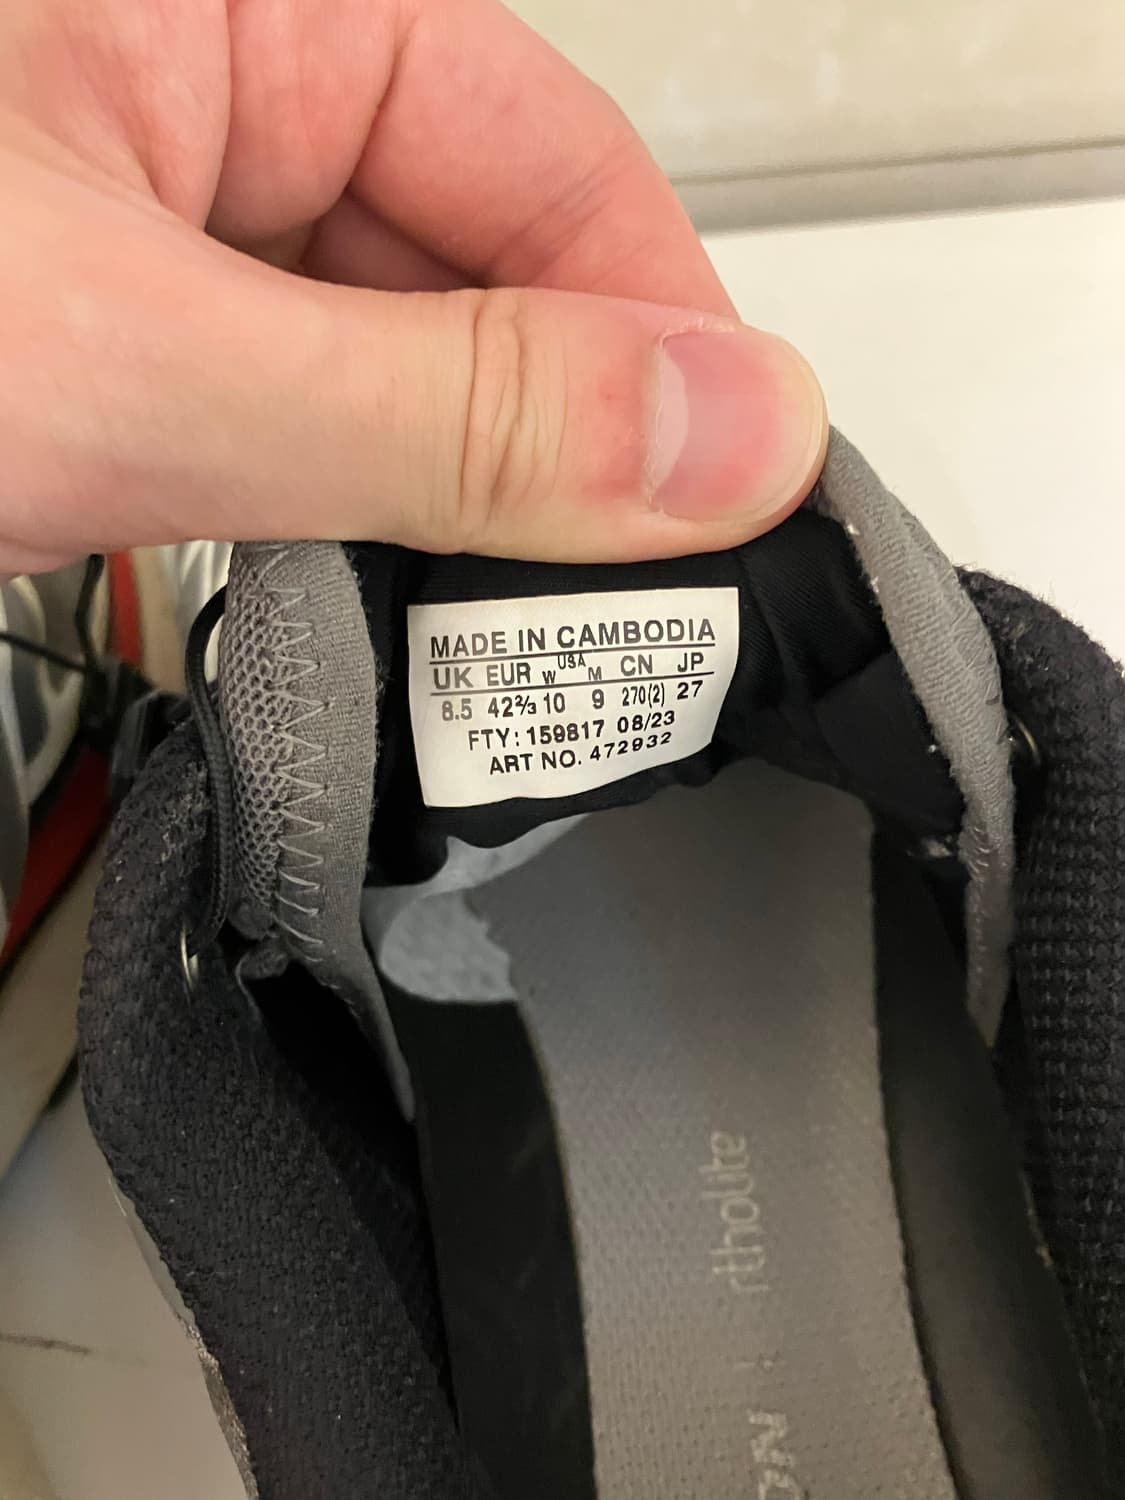 MADE IN CAMBODIA
UK EUR W USA M CN JP
8.5 42⅔ 10 9 270(2) 27
FTY: 159817 08/23
ART NO. 472932
rtholite